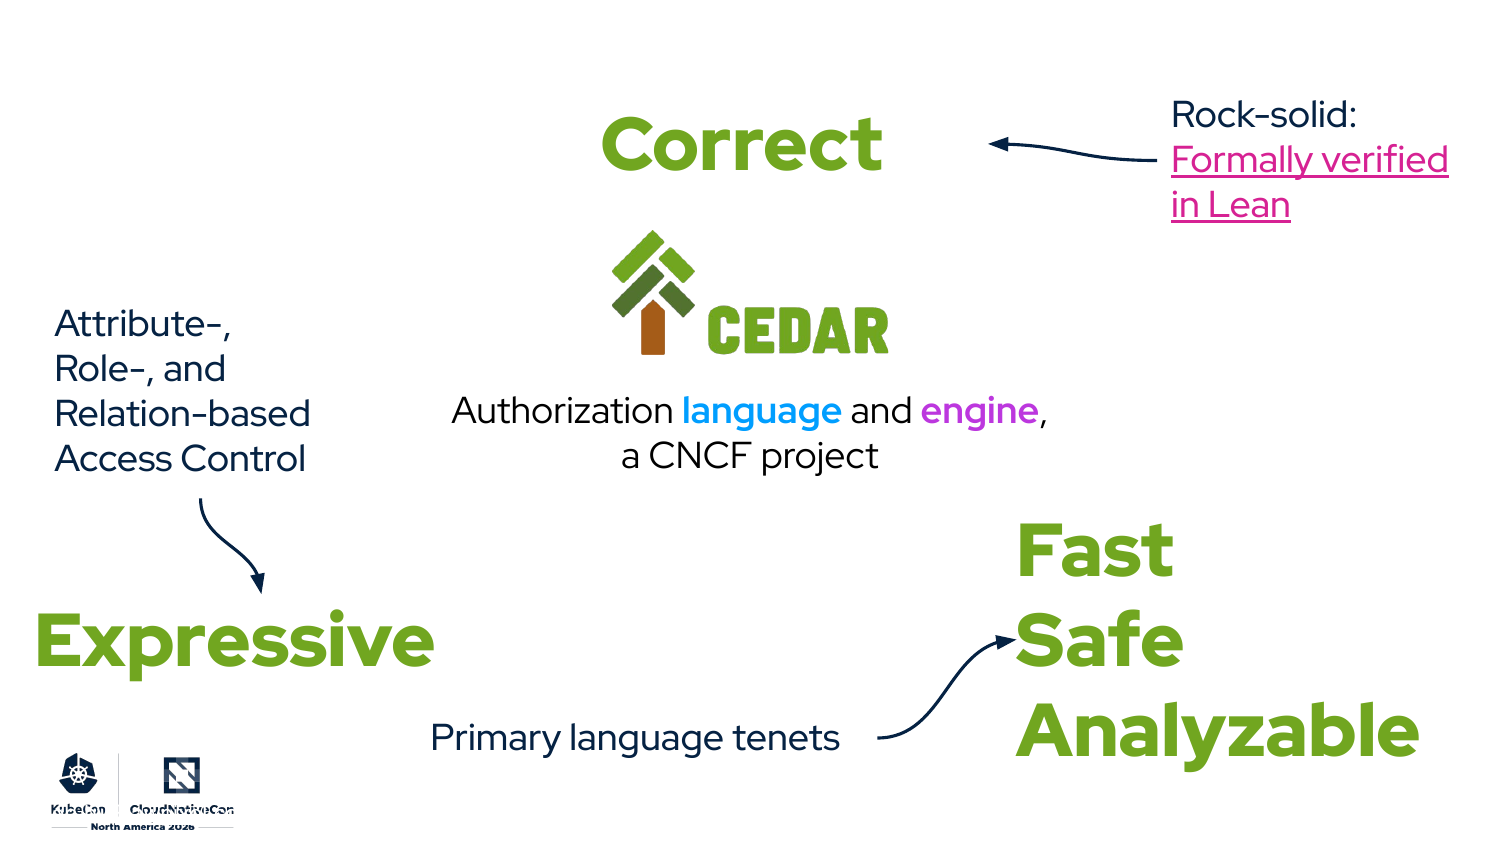 Correct
Rock-solid:
Formally verified
in Lean
CEDAR
Attribute-,
Role-, and
Relation-based
Access Control
Authorization language and engine,
a CNCF project
Fast
Safe
Analyzable
Expressive
Primary language tenets
KubeCon
CloudNativeCon
North America 2026